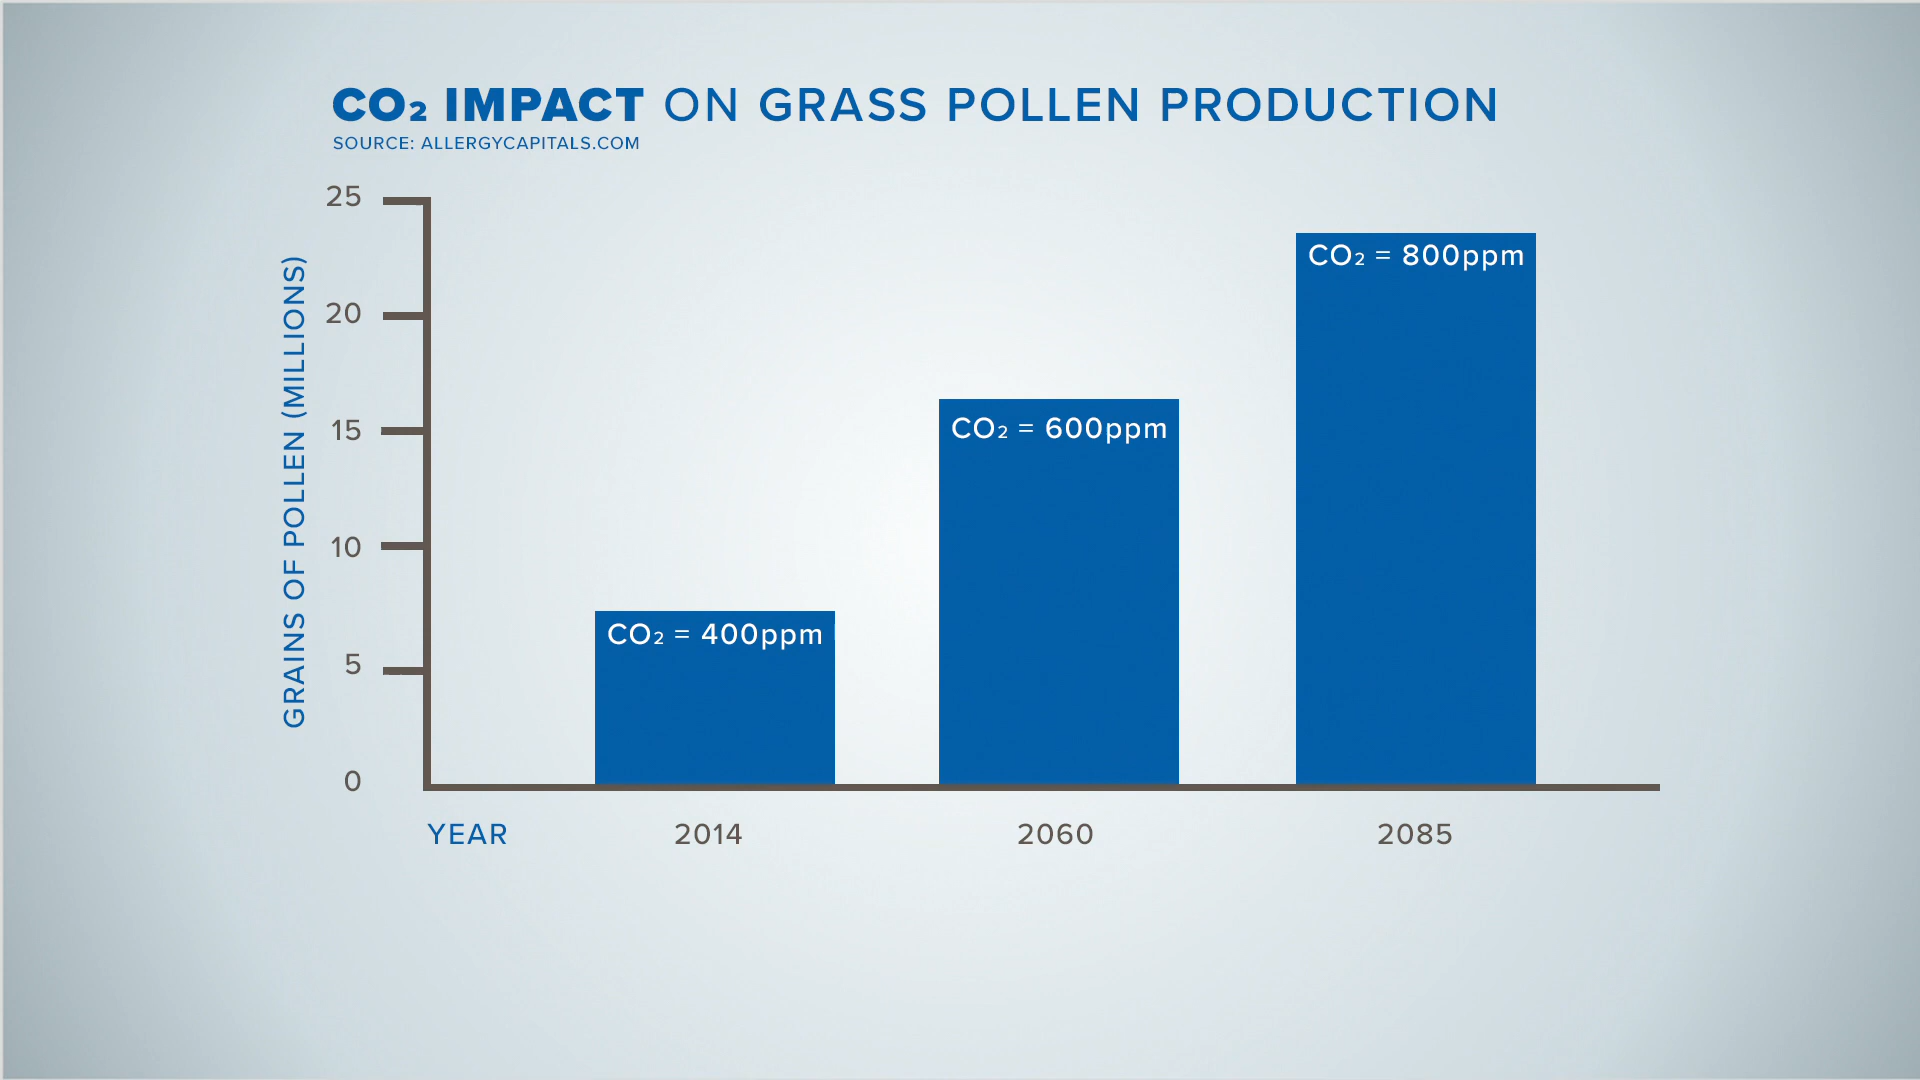 CO₂ IMPACT ON GRASS POLLEN PRODUCTION
SOURCE: ALLERGYCAPITALS.COM
GRAINS OF POLLEN (MILLIONS)
25
20
15
10
5
0
CO₂ = 400ppm
CO₂ = 600ppm
CO₂ = 800ppm
YEAR 2014 2060 2085